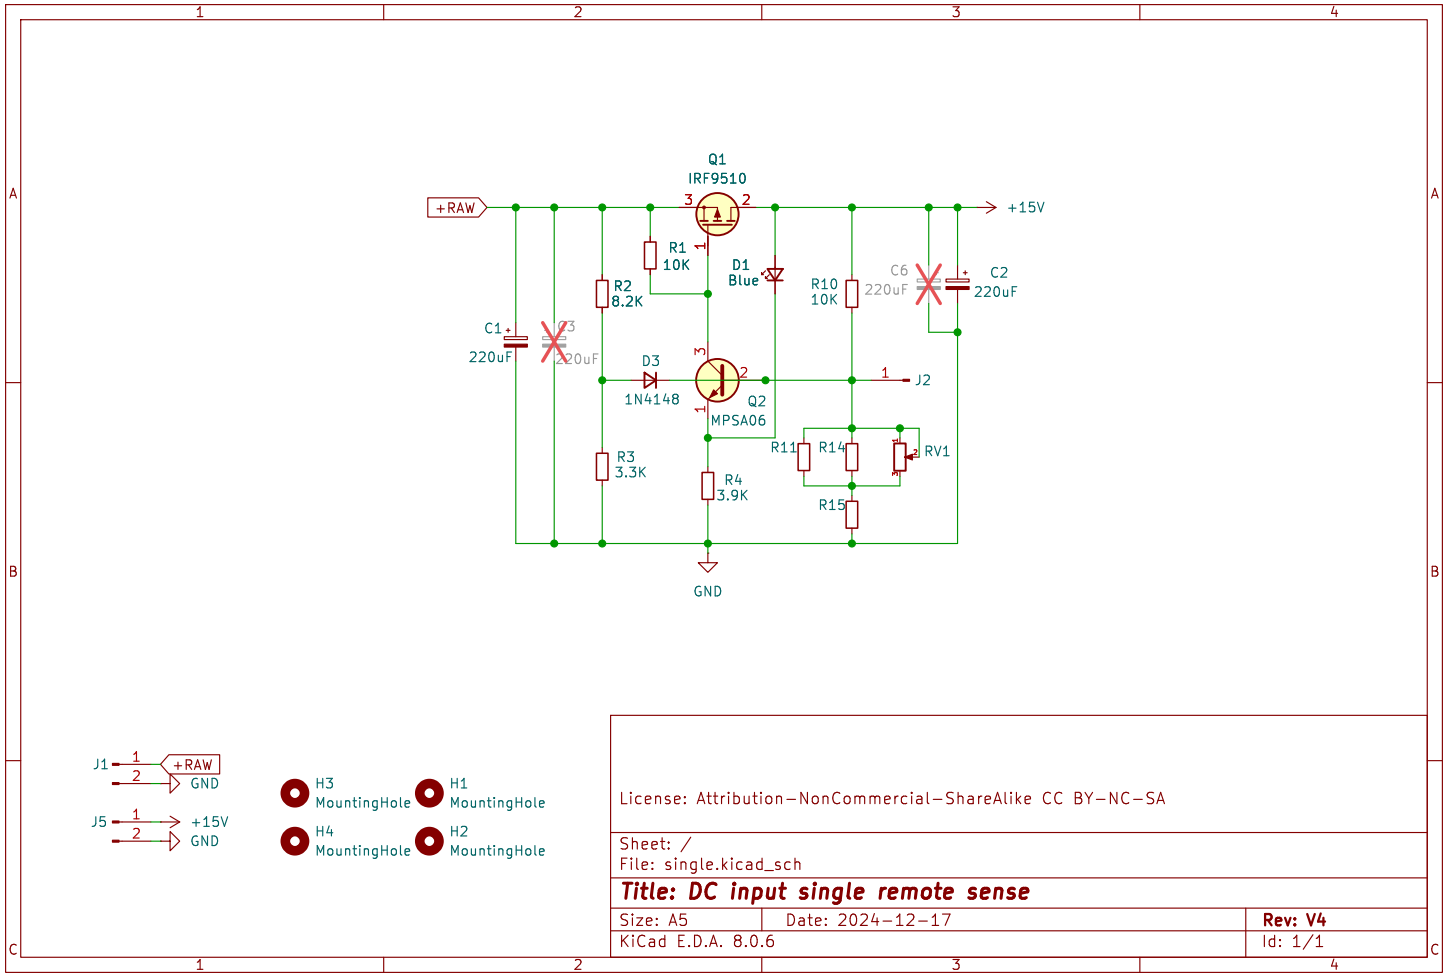 1 2 3 4
A A
B B
C C
Q1
IRF9510
+RAW
3 2
1
+15V
R1
10K
D1
Blue
R2
8.2K
R10
10K
C6
220uF
C2
220uF
C1
220uF
C3
220uF
3
D3
1N4148
2
Q2
MPSA06
1
1 J2
R11 R14 RV1
1
2
3
R3
3.3K
R4
3.9K
R15
GND
J1 1 +RAW
2 GND
J5 1 +15V
2 GND
H3
MountingHole
H1
MountingHole
H4
MountingHole
H2
MountingHole
License: Attribution-NonCommercial-ShareAlike CC BY-NC-SA
Sheet: /
File: single.kicad_sch
Title: DC input single remote sense
Size: A5 Date: 2024-12-17 Rev: V4
KiCad E.D.A. 8.0.6 Id: 1/1
1 2 3 4